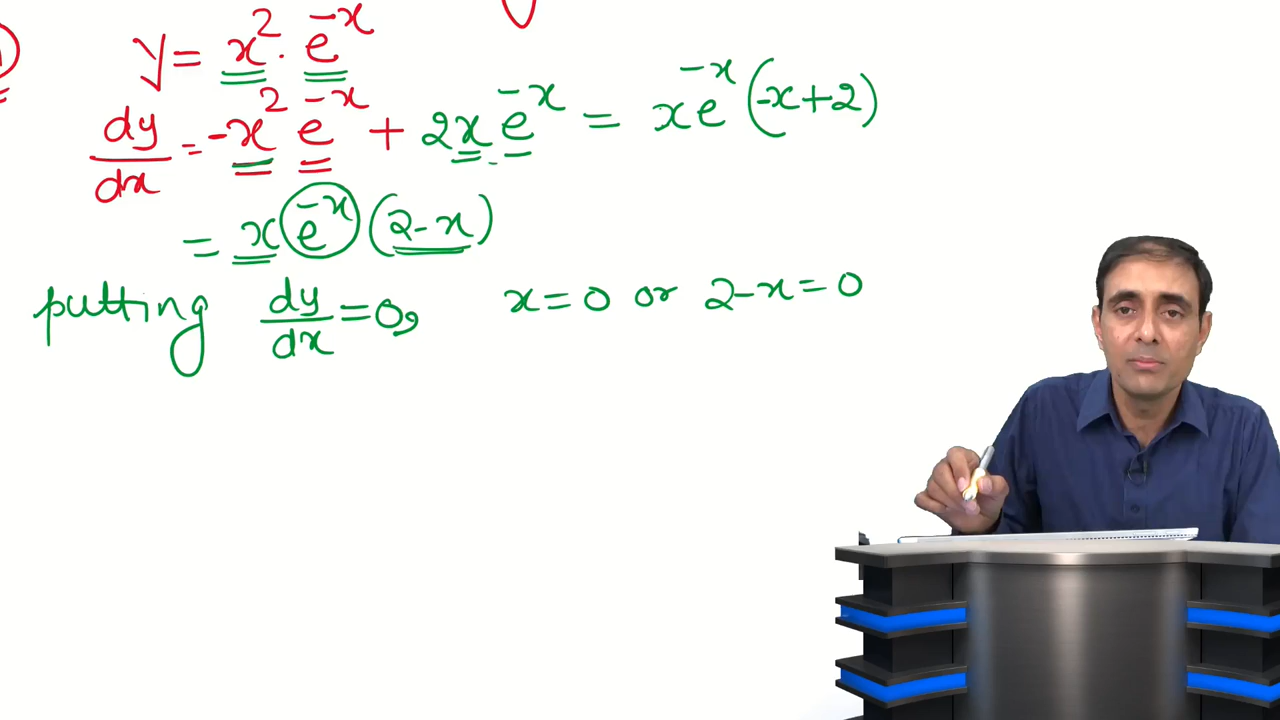 y = x² · e⁻ˣ
dy/dx = -x² e⁻ˣ + 2x e⁻ˣ = x e⁻ˣ (-x+2)
= x e⁻ˣ (2-x)
putting dy/dx = 0, x = 0 or 2-x = 0